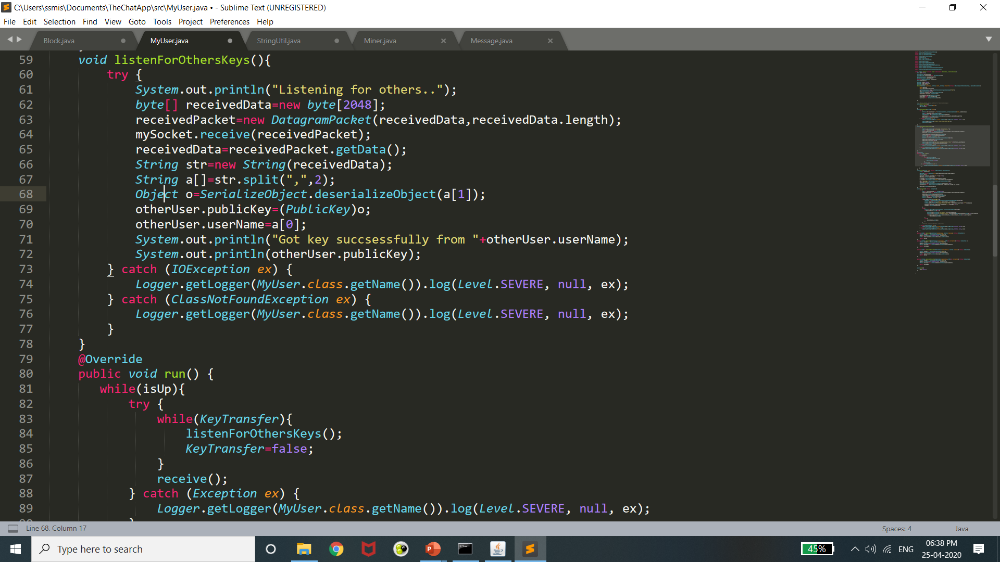 C:\Users\ssmis\Documents\TheChatApp\src\MyUser.java • - Sublime Text (UNREGISTERED)
File Edit Selection Find View Goto Tools Project Preferences Help
Block.java MyUser.java StringUtil.java Miner.java Message.java
59 void listenForOthersKeys(){
60 try {
61 System.out.println("Listening for others..");
62 byte[] receivedData=new byte[2048];
63 receivedPacket=new DatagramPacket(receivedData,receivedData.length);
64 mySocket.receive(receivedPacket);
65 receivedData=receivedPacket.getData();
66 String str=new String(receivedData);
67 String a[]=str.split(",",2);
68 Object o=SerializeObject.deserializeObject(a[1]);
69 otherUser.publicKey=(PublicKey)o;
70 otherUser.userName=a[0];
71 System.out.println("Got key succsessfully from "+otherUser.userName);
72 System.out.println(otherUser.publicKey);
73 } catch (IOException ex) {
74 Logger.getLogger(MyUser.class.getName()).log(Level.SEVERE, null, ex);
75 } catch (ClassNotFoundException ex) {
76 Logger.getLogger(MyUser.class.getName()).log(Level.SEVERE, null, ex);
77 }
78 }
79 @Override
80 public void run() {
81 while(isUp){
82 try {
83 while(KeyTransfer){
84 listenForOthersKeys();
85 KeyTransfer=false;
86 }
87 receive();
88 } catch (Exception ex) {
89 Logger.getLogger(MyUser.class.getName()).log(Level.SEVERE, null, ex);
Line 68, Column 17 Spaces: 4 Java
Type here to search 45% ENG 06:38 PM
25-04-2020